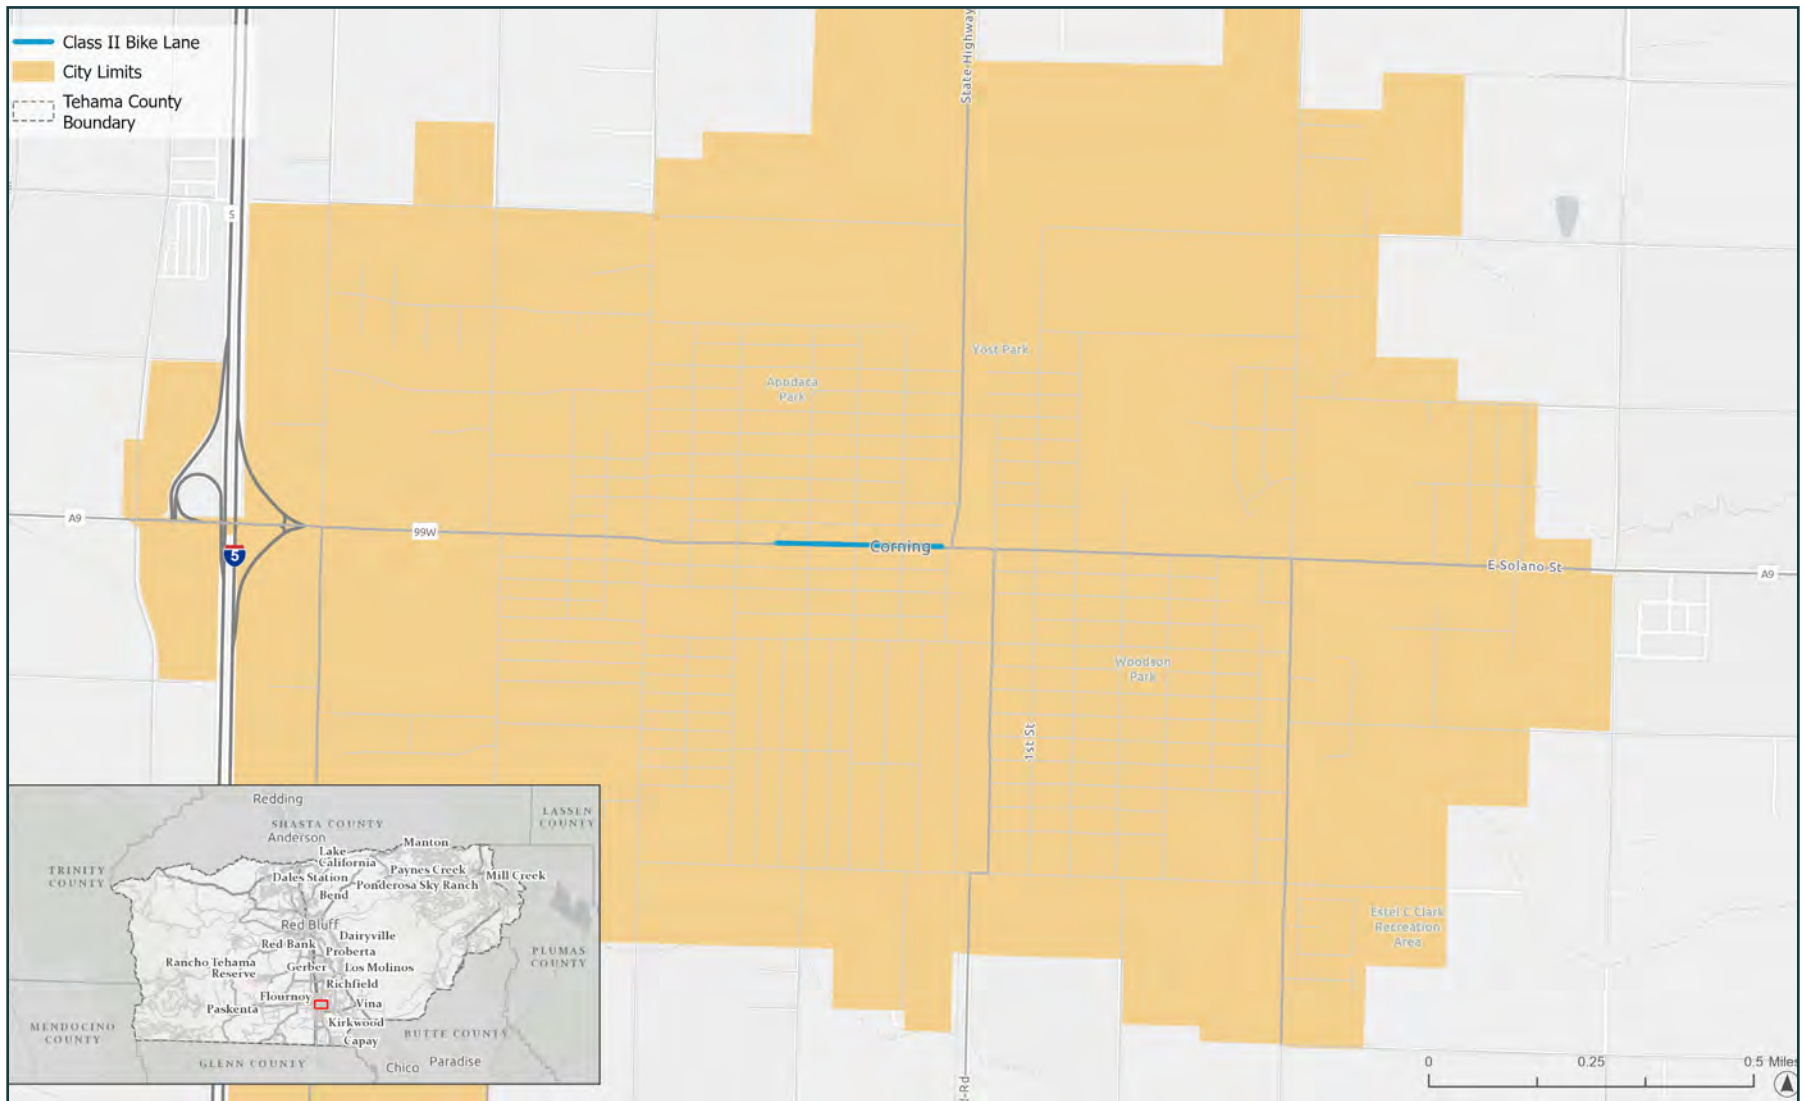 Class II Bike Lane
City Limits
Tehama County
Boundary
State Highway
5
Yost Park
Apodaca
Park
A9
99W
5
Corning
E Solano St
A9
Woodson
Park
1st St
Estel C Clark
Recreation
Area
Redding
SHASTA COUNTY
Anderson
LASSEN
COUNTY
TRINITY
COUNTY
Lake
California
Manton
Dales Station
Paynes Creek
Ponderosa Sky Ranch
Mill Creek
Bend
Red Bluff
Dairyville
Red Bank
Proberta
PLUMAS
COUNTY
Rancho Tehama
Reserve
Gerber
Los Molinos
Richfield
Flournoy
Vina
Paskenta
Kirkwood
MENDOCINO
COUNTY
BUTTE COUNTY
Capay
GLENN COUNTY
Chico
Paradise
Rd
0 0.25 0.5 Miles